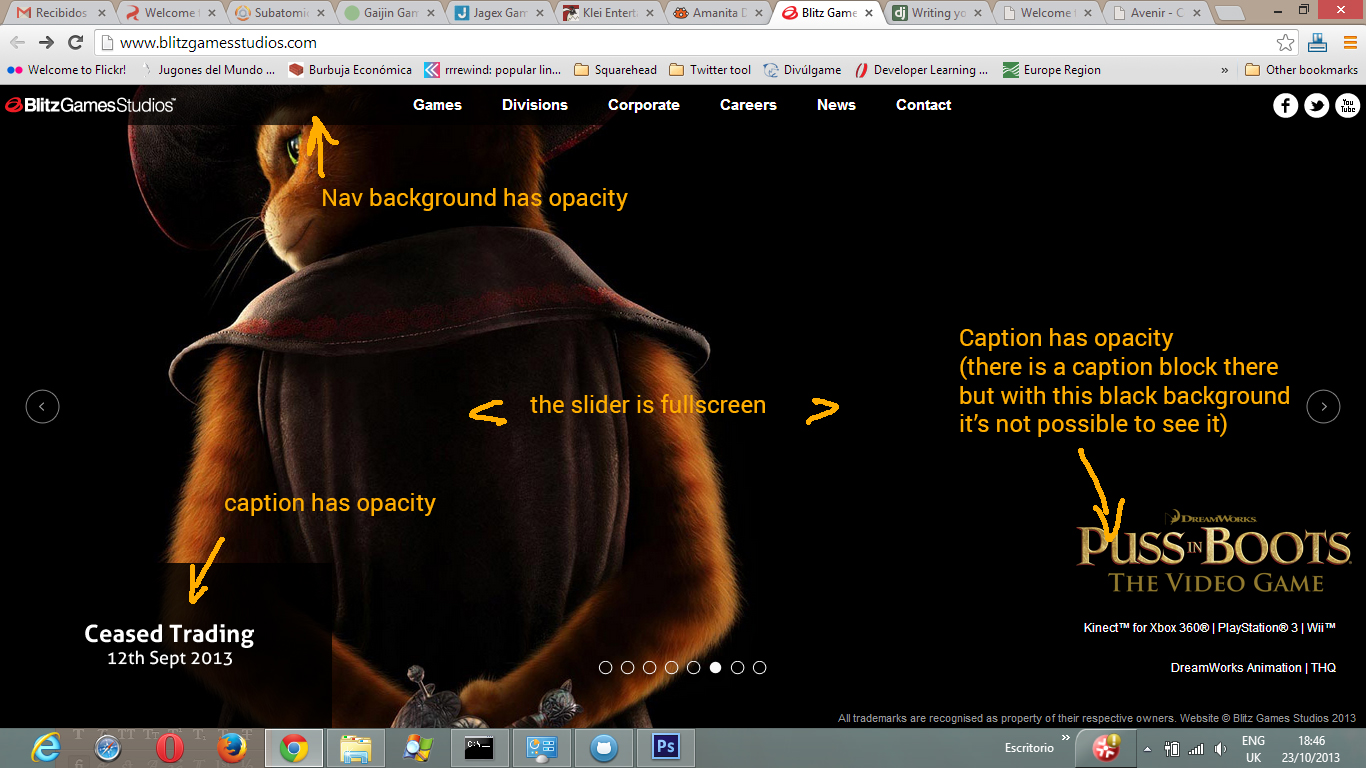 Recibidos
Welcome t
Subatomic
Gaijin Gam
Jagex Gam
Klei Entert
Amanita D
Blitz Game
Writing yo
Welcome t
Avenir - C
www.blitzgamesstudios.com
Welcome to Flickr!
Jugones del Mundo ...
Burbuja Económica
rrrewind: popular lin...
Squarehead
Twitter tool
Divúlgame
Developer Learning ...
Europe Region
»
Other bookmarks
BlitzGamesStudios™
Games
Divisions
Corporate
Careers
News
Contact
You
Tube
Nav background has opacity
Caption has opacity
(there is a caption block there
but with this black background
it's not possible to see it)
the slider is fullscreen
caption has opacity
DREAMWORKS
PUSS IN BOOTS
THE VIDEO GAME
Ceased Trading
12th Sept 2013
Kinect™ for Xbox 360® | PlayStation® 3 | Wii™
DreamWorks Animation | THQ
All trademarks are recognised as property of their respective owners. Website © Blitz Games Studios 2013
C:\_
Ps
Escritorio
»
ENG
UK
18:46
23/10/2013